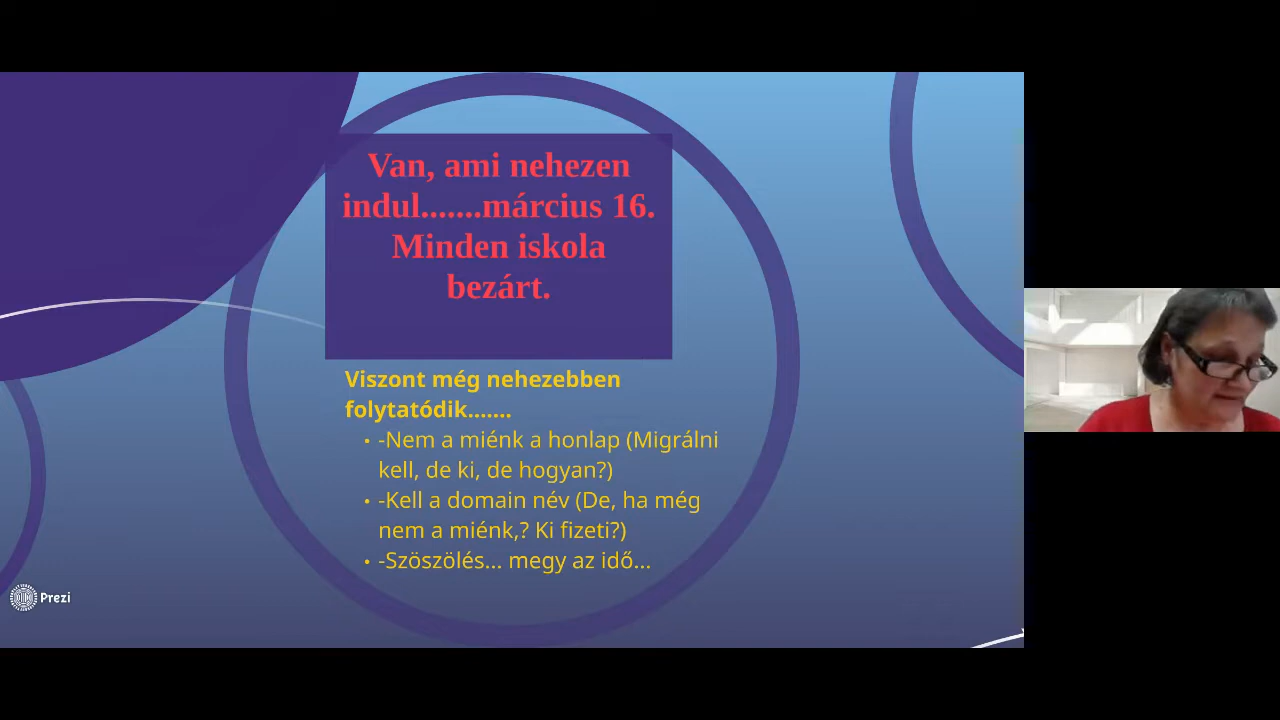 Van, ami nehezen
indul.......március 16.
Minden iskola
bezárt.
Viszont még nehezebben
folytatódik.......
• -Nem a miénk a honlap (Migrálni
kell, de ki, de hogyan?)
• -Kell a domain név (De, ha még
nem a miénk,? Ki fizeti?)
• -Szöszölés... megy az idő...
Prezi